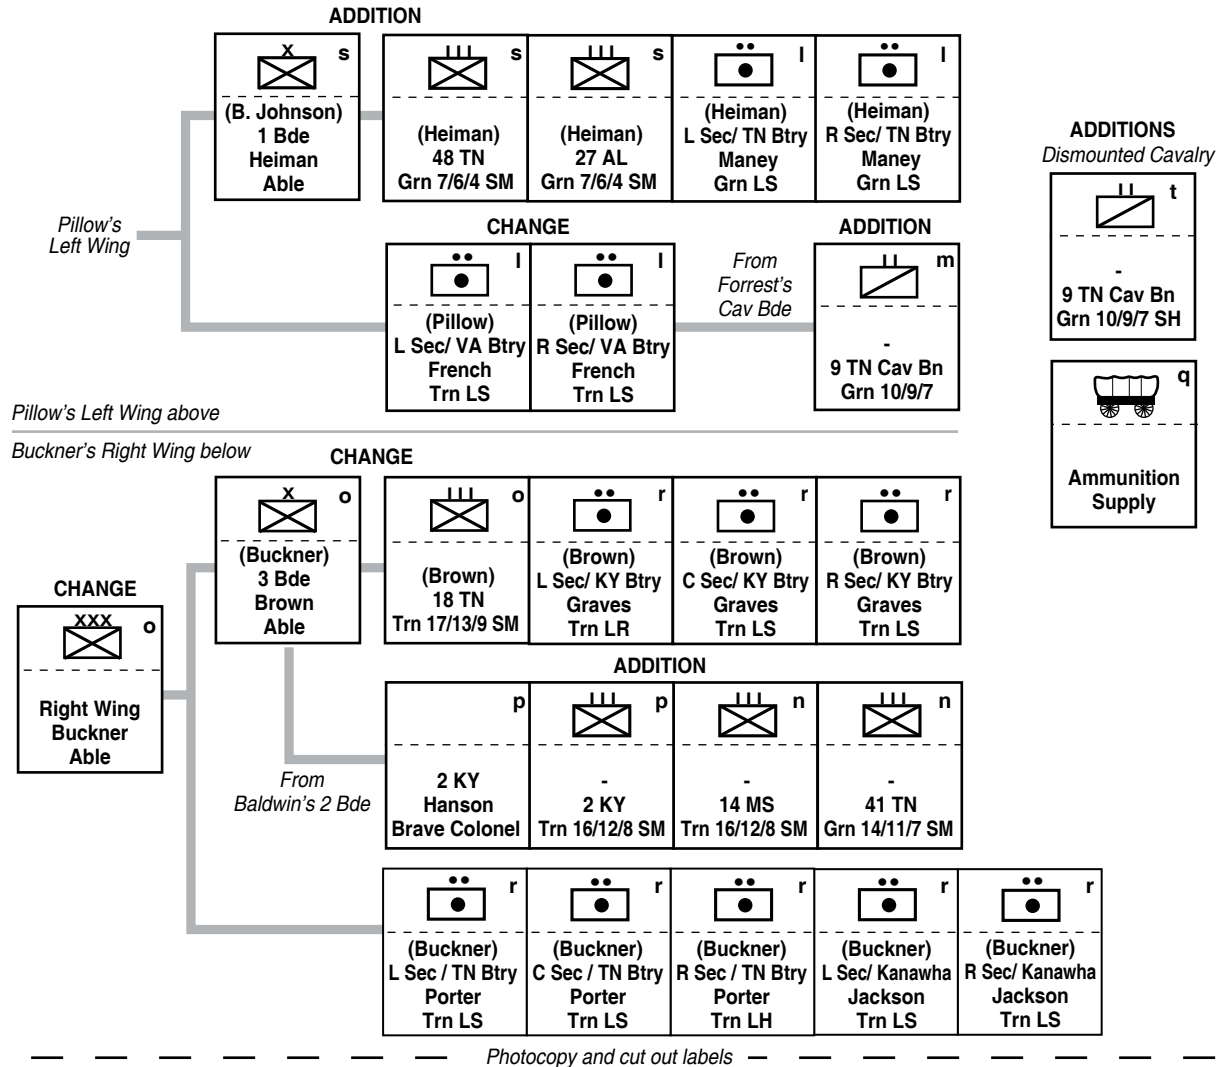 ADDITION
X s
(B. Johnson)
1 Bde
Heiman
Able
III s
(Heiman)
48 TN
Grn 7/6/4 SM
III s
(Heiman)
27 AL
Grn 7/6/4 SM
l
(Heiman)
L Sec/ TN Btry
Maney
Grn LS
l
(Heiman)
R Sec/ TN Btry
Maney
Grn LS
Pillow's
Left Wing
CHANGE
l
(Pillow)
L Sec/ VA Btry
French
Trn LS
l
(Pillow)
R Sec/ VA Btry
French
Trn LS
From
Forrest's
Cav Bde
ADDITION
II m
-
9 TN Cav Bn
Grn 10/9/7
ADDITIONS
Dismounted Cavalry
II t
-
9 TN Cav Bn
Grn 10/9/7 SH
q
Ammunition
Supply
Pillow's Left Wing above
Buckner's Right Wing below
CHANGE
XXX o
Right Wing
Buckner
Able
CHANGE
X o
(Buckner)
3 Bde
Brown
Able
III o
(Brown)
18 TN
Trn 17/13/9 SM
r
(Brown)
L Sec/ KY Btry
Graves
Trn LR
r
(Brown)
C Sec/ KY Btry
Graves
Trn LS
r
(Brown)
R Sec/ KY Btry
Graves
Trn LS
ADDITION
From
Baldwin's 2 Bde
p
2 KY
Hanson
Brave Colonel
III p
-
2 KY
Trn 16/12/8 SM
III n
-
14 MS
Trn 16/12/8 SM
III n
-
41 TN
Grn 14/11/7 SM
r
(Buckner)
L Sec / TN Btry
Porter
Trn LS
r
(Buckner)
C Sec / TN Btry
Porter
Trn LS
r
(Buckner)
R Sec / TN Btry
Porter
Trn LH
r
(Buckner)
L Sec/ Kanawha
Jackson
Trn LS
r
(Buckner)
R Sec/ Kanawha
Jackson
Trn LS
Photocopy and cut out labels